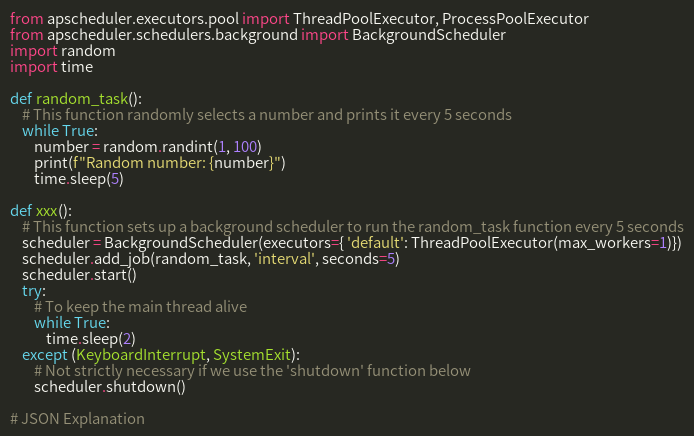 from apscheduler.executors.pool import ThreadPoolExecutor, ProcessPoolExecutor
from apscheduler.schedulers.background import BackgroundScheduler
import random
import time

def random_task():
    # This function randomly selects a number and prints it every 5 seconds
    while True:
        number = random.randint(1, 100)
        print(f"Random number: {number}")
        time.sleep(5)

def xxx():
    # This function sets up a background scheduler to run the random_task function every 5 seconds
    scheduler = BackgroundScheduler(executors={ 'default': ThreadPoolExecutor(max_workers=1)})
    scheduler.add_job(random_task, 'interval', seconds=5)
    scheduler.start()
    try:
        # To keep the main thread alive
        while True:
            time.sleep(2)
    except (KeyboardInterrupt, SystemExit):
        # Not strictly necessary if we use the 'shutdown' function below
        scheduler.shutdown()

# JSON Explanation